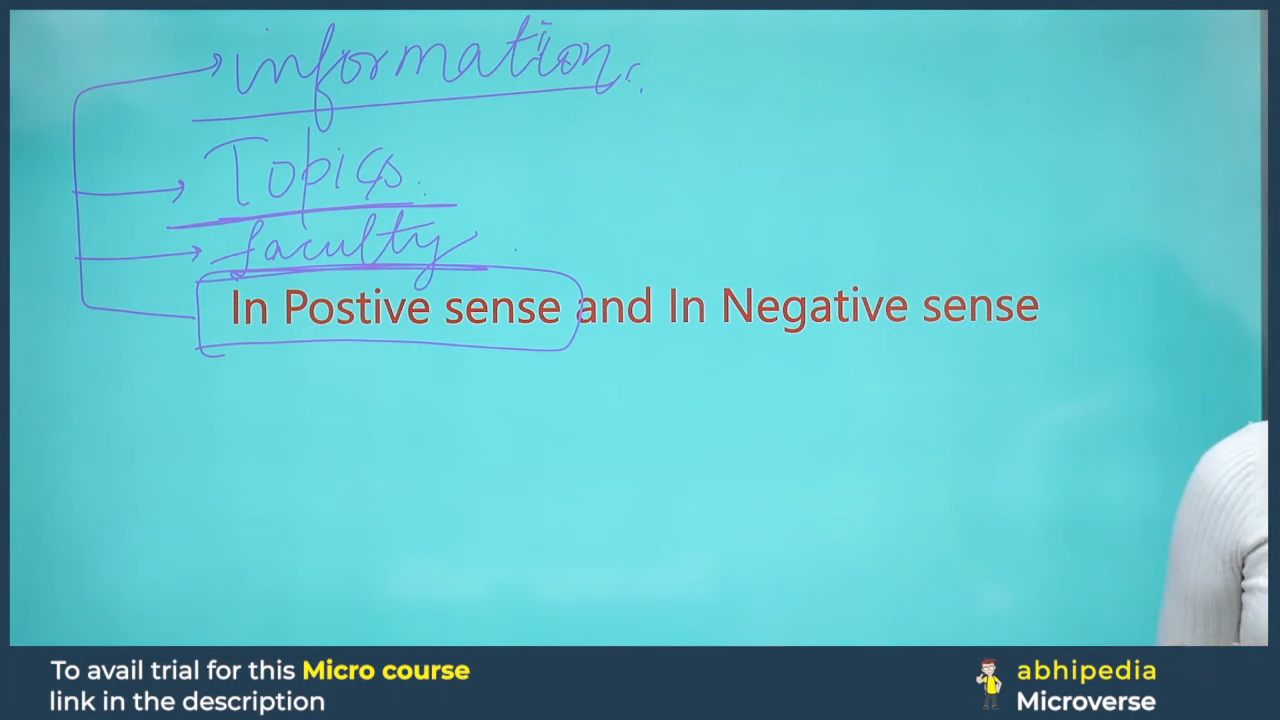 information.
Topics
faculty
In Postive sense and In Negative sense
To avail trial for this Micro course
link in the description
abhipedia
Microverse